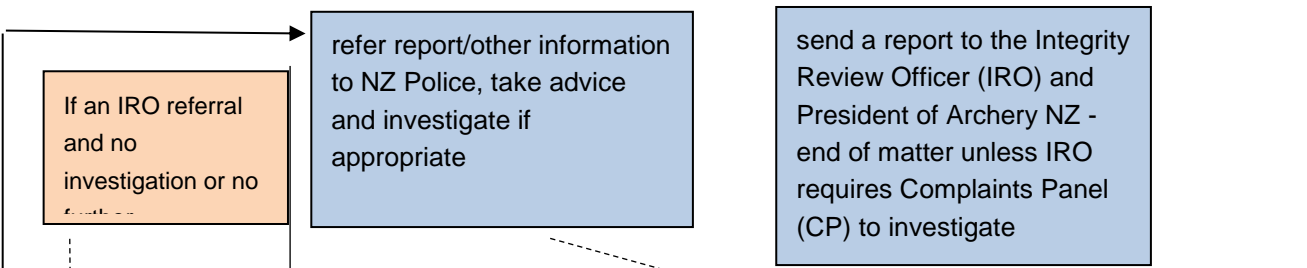 If an IRO referral
and no
investigation or no
refer report/other information
to NZ Police, take advice
and investigate if
appropriate
send a report to the Integrity
Review Officer (IRO) and
President of Archery NZ -
end of matter unless IRO
requires Complaints Panel
(CP) to investigate